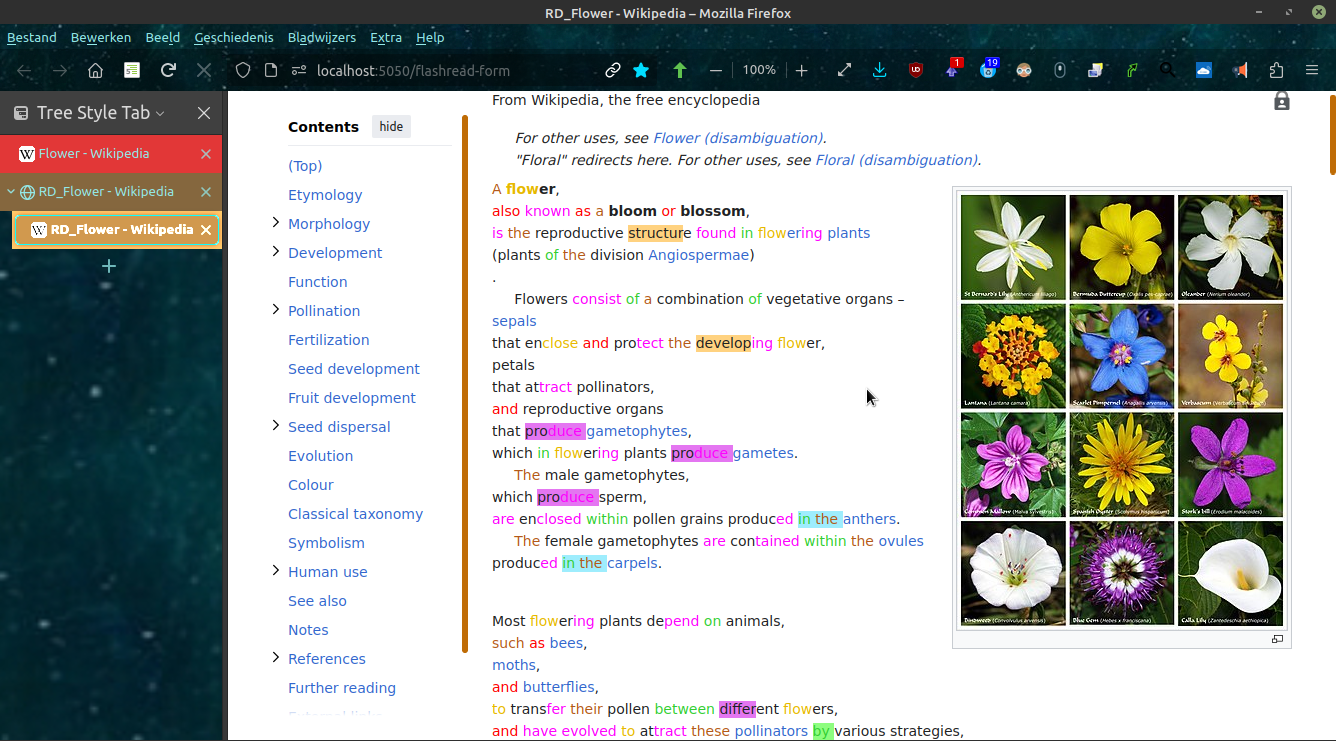 RD_Flower - Wikipedia – Mozilla Firefox
Bestand Bewerken Beeld Geschiedenis Bladwijzers Extra Help
localhost:5050/flashread-form
100%
1
19
Tree Style Tab
Flower - Wikipedia
RD_Flower - Wikipedia
RD_Flower - Wikipedia
Contents hide
(Top)
Etymology
Morphology
Development
Function
Pollination
Fertilization
Seed development
Fruit development
Seed dispersal
Evolution
Colour
Classical taxonomy
Symbolism
Human use
See also
Notes
References
Further reading
External links
From Wikipedia, the free encyclopedia
For other uses, see Flower (disambiguation).
"Floral" redirects here. For other uses, see Floral (disambiguation).
A flower,
also known as a bloom or blossom,
is the reproductive structure found in flowering plants
(plants of the division Angiospermae)
.
Flowers consist of a combination of vegetative organs –
sepals
that enclose and protect the developing flower,
petals
that attract pollinators,
and reproductive organs
that produce gametophytes,
which in flowering plants produce gametes.
The male gametophytes,
which produce sperm,
are enclosed within pollen grains produced in the anthers.
The female gametophytes are contained within the ovules
produced in the carpels.
Most flowering plants depend on animals,
such as bees,
moths,
and butterflies,
to transfer their pollen between different flowers,
and have evolved to attract these pollinators by various strategies,
St Bernard's Lily (Anthericum liliago)
Bermuda Buttercup (Oxalis pes-caprae)
Oleander (Nerium oleander)
Lantana (Lantana camara)
Scarlet Pimpernel (Anagallis arvensis)
Verbascum
Common Mallow (Malva sylvestris)
Spanish Oyster (Scolymus hispanicus)
Stork's bill (Erodium malacoides)
Bindweed (Convolvulus arvensis)
Blue Gem (Hebex x franciscana)
Calla Lily (Zantedeschia aethiopica)